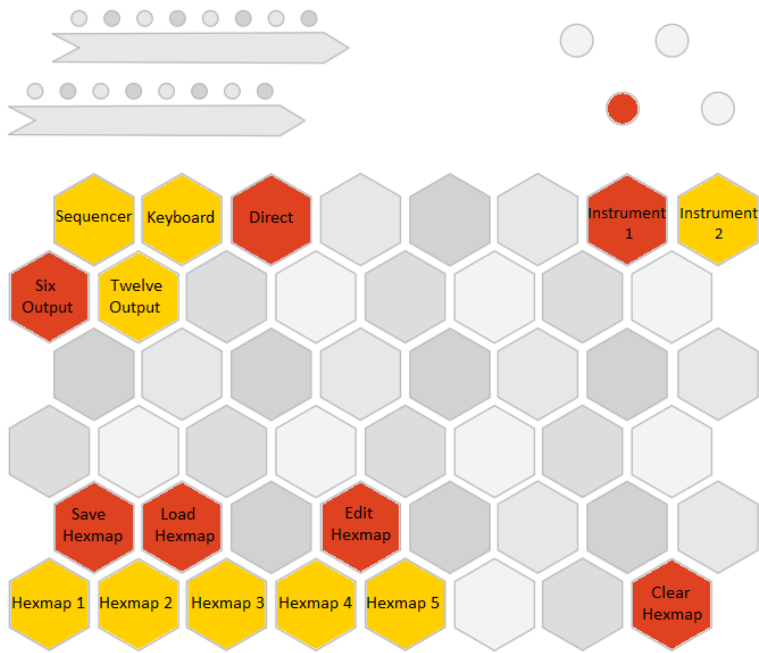 Sequencer
Keyboard
Direct
Instrument
1
Instrument
2
Six
Output
Twelve
Output
Save
Hexmap
Load
Hexmap
Edit
Hexmap
Hexmap 1
Hexmap 2
Hexmap 3
Hexmap 4
Hexmap 5
Clear
Hexmap